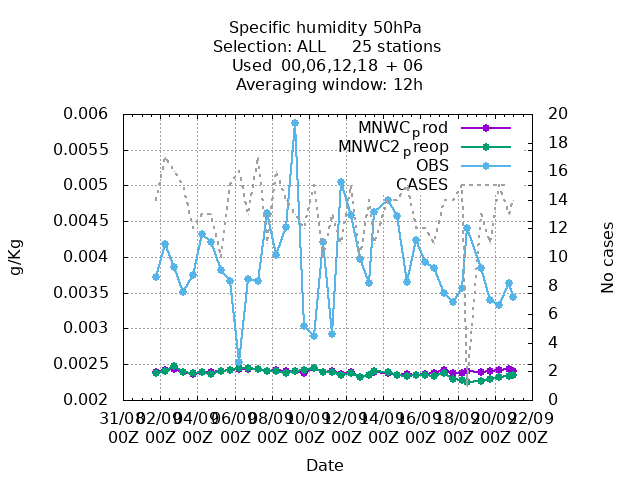 Specific humidity 50hPa
Selection: ALL 25 stations
Used 00,06,12,18 + 06
Averaging window: 12h
0.006
0.0055
0.005
0.0045
0.004
0.0035
0.003
0.0025
0.002
g/Kg
MNWC_prod
MNWC2_preop
OBS
CASES
20
18
16
14
12
10
8
6
4
2
0
No cases
31/08 02/09 04/09 06/09 08/09 10/09 12/09 14/09 16/09 18/09 20/09 22/09
00Z 00Z 00Z 00Z 00Z 00Z 00Z 00Z 00Z 00Z 00Z 00Z
Date